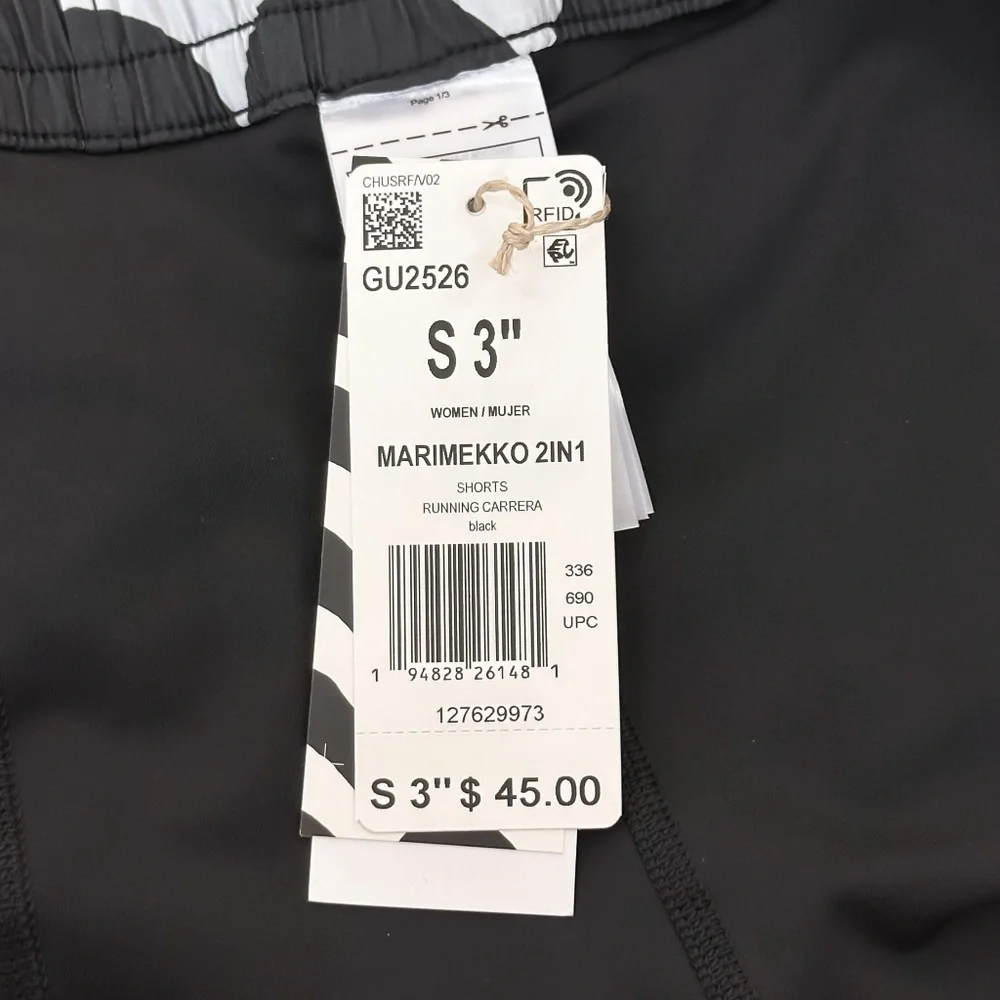 Page 1/3
CHUSRF/V02
RFID
GU2526
S 3"
WOMEN / MUJER
MARIMEKKO 2IN1
SHORTS
RUNNING CARRERA
black
336
690
UPC
1 94828 26148 1
127629973
S 3" $ 45.00